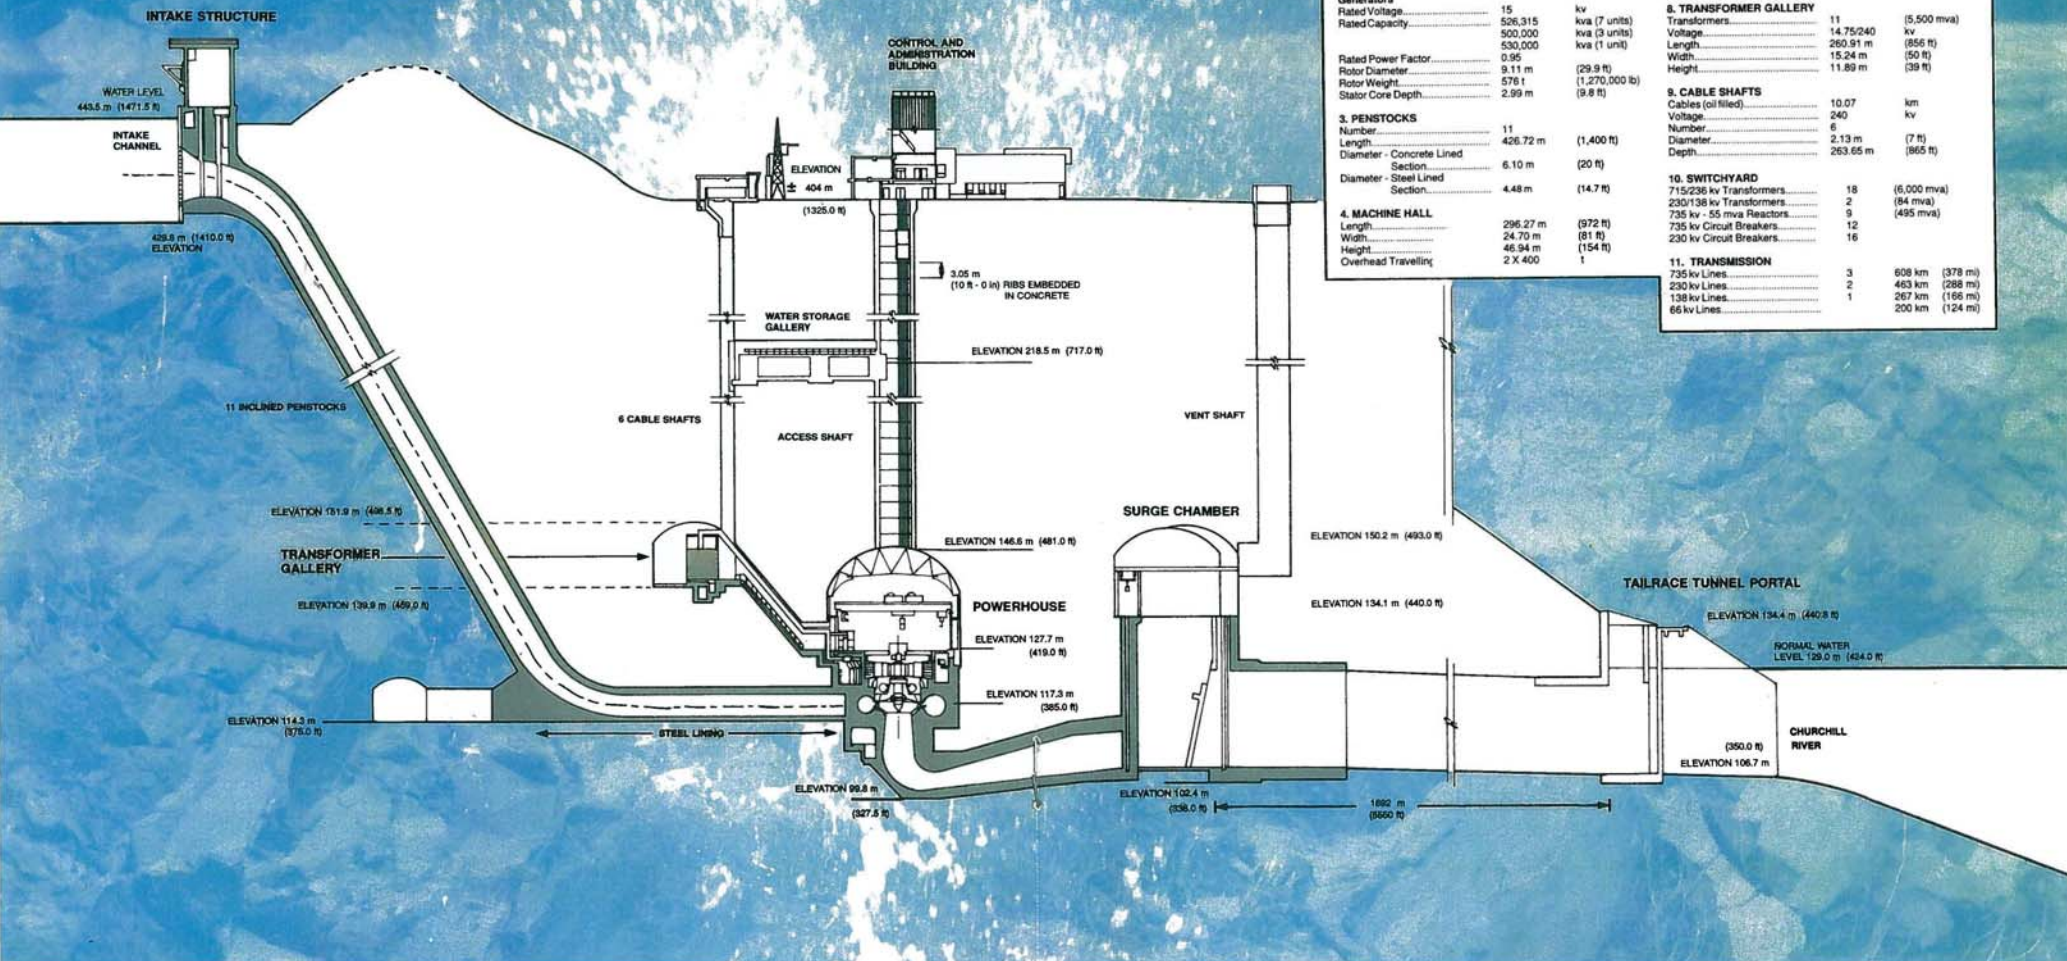 INTAKE STRUCTURE
WATER LEVEL
443.5 m (1471.5 ft)
INTAKE
CHANNEL
429.8 m (1410.0 ft)
ELEVATION
CONTROL AND
ADMINISTRATION
BUILDING
ELEVATION
± 404 m
(1325.0 ft)
3.05 m
(10 ft - 0 in) RIBS EMBEDDED
IN CONCRETE
WATER STORAGE
GALLERY
ELEVATION 218.5 m (717.0 ft)
11 INCLINED PENSTOCKS
6 CABLE SHAFTS
ACCESS SHAFT
VENT SHAFT
ELEVATION 151.9 m (498.5 ft)
TRANSFORMER
GALLERY
ELEVATION 139.9 m (459.0 ft)
ELEVATION 146.6 m (481.0 ft)
SURGE CHAMBER
ELEVATION 150.2 m (493.0 ft)
POWERHOUSE
ELEVATION 127.7 m
(419.0 ft)
ELEVATION 134.1 m (440.0 ft)
TAILRACE TUNNEL PORTAL
ELEVATION 134.4 m (440.8 ft)
NORMAL WATER
LEVEL 129.0 m (424.0 ft)
ELEVATION 117.3 m
(385.0 ft)
ELEVATION 114.3 m
(375.0 ft)
STEEL LINING
CHURCHILL
RIVER
(350.0 ft)
ELEVATION 106.7 m
ELEVATION 99.8 m
(327.5 ft)
ELEVATION 102.4 m
(336.0 ft)
1692 m
(5550 ft)
Generators
Rated Voltage 15 kv
Rated Capacity 526,315 kva (7 units)
500,000 kva (3 units)
530,000 kva (1 unit)
Rated Power Factor 0.95
Rotor Diameter 9.11 m (29.9 ft)
Rotor Weight 576 t (1,270,000 lb)
Stator Core Depth 2.99 m (9.8 ft)
3. PENSTOCKS
Number 11
Length 426.72 m (1,400 ft)
Diameter - Concrete Lined
Section 6.10 m (20 ft)
Diameter - Steel Lined
Section 4.48 m (14.7 ft)
4. MACHINE HALL
Length 296.27 m (972 ft)
Width 24.70 m (81 ft)
Height 46.94 m (154 ft)
Overhead Travelling 2 X 400 t
8. TRANSFORMER GALLERY
Transformers 11 (5,500 mva)
Voltage 14.75/240 kv
Length 260.91 m (856 ft)
Width 15.24 m (50 ft)
Height 11.89 m (39 ft)
9. CABLE SHAFTS
Cables (oil filled) 10.07 km
Voltage 240 kv
Number 6
Diameter 2.13 m (7 ft)
Depth 263.65 m (865 ft)
10. SWITCHYARD
715/236 kv Transformers 18 (6,000 mva)
230/138 kv Transformers 2 (84 mva)
735 kv - 55 mva Reactors 9 (495 mva)
735 kv Circuit Breakers 12
230 kv Circuit Breakers 16
11. TRANSMISSION
735 kv Lines 3 608 km (378 mi)
230 kv Lines 2 463 km (288 mi)
138 kv Lines 1 267 km (166 mi)
66 kv Lines 200 km (124 mi)